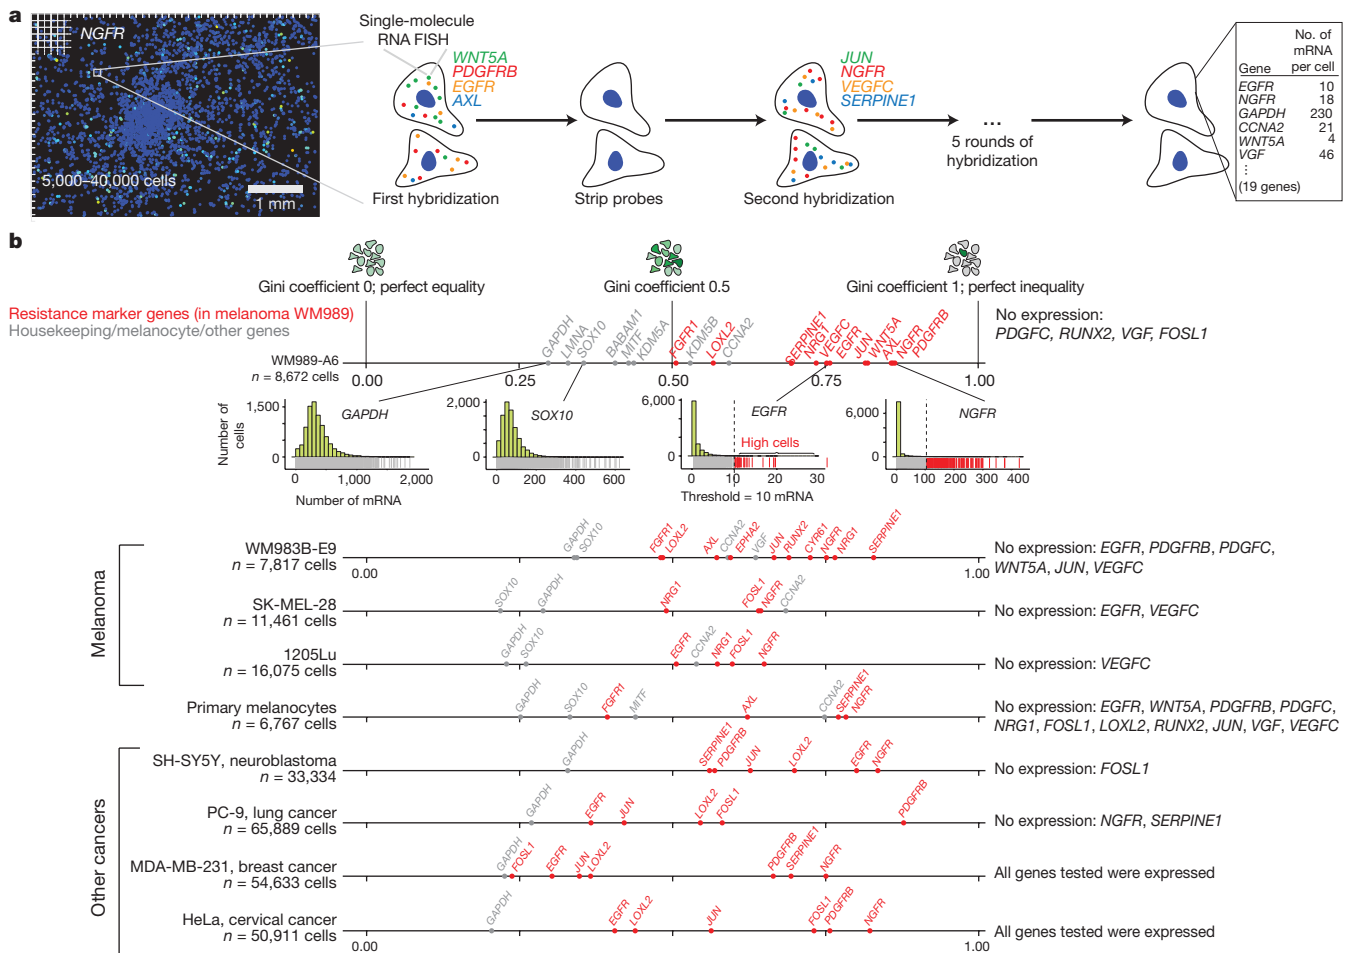 a
NGFR
5,000–40,000 cells
1 mm
Single-molecule
RNA FISH
WNT5A
PDGFRB
EGFR
AXL
First hybridization
Strip probes
JUN
NGFR
VEGFC
SERPINE1
Second hybridization
...
5 rounds of
hybridization
No. of
mRNA
Gene per cell
EGFR 10
NGFR 18
GAPDH 230
CCNA2 21
WNT5A 4
VGF 46
⋮
(19 genes)
b
Gini coefficient 0; perfect equality
Gini coefficient 0.5
Gini coefficient 1; perfect inequality
Resistance marker genes (in melanoma WM989)
Housekeeping/melanocyte/other genes
GAPDH LMNA SOX10 BABAM1 MITF KDM5A FGFR1 KDM5B LOXL2 CCNA2 SERPINE1 NRG1 VEGFC EGFR JUN WNT5A AXL NGFR PDGFRB
No expression:
PDGFC, RUNX2, VGF, FOSL1
WM989-A6
n = 8,672 cells
0.00 0.25 0.50 0.75 1.00
Number of
cells
1,500
0
GAPDH
0 1,000 2,000
Number of mRNA
2,000
0
SOX10
0 200 400 600
6,000
0
EGFR
High cells
0 10 20 30
Threshold = 10 mRNA
6,000
0
NGFR
0 100 200 300 400
Melanoma
WM983B-E9
n = 7,817 cells
GAPDH SOX10 FGFR1 LOXL2 AXL CCNA2 EPHA2 VGF JUN RUNX2 CYR61 NGFR NRG1 SERPINE1
0.00 1.00
No expression: EGFR, PDGFRB, PDGFC,
WNT5A, JUN, VEGFC
SK-MEL-28
n = 11,461 cells
SOX10 GAPDH NRG1 FOSL1 NGFR CCNA2
No expression: EGFR, VEGFC
1205Lu
n = 16,075 cells
GAPDH SOX10 EGFR CCNA2 NRG1 FOSL1 NGFR
No expression: VEGFC
Primary melanocytes
n = 6,767 cells
GAPDH SOX10 FGFR1 MITF AXL CCNA2 SERPINE1 NGFR
No expression: EGFR, WNT5A, PDGFRB, PDGFC,
NRG1, FOSL1, LOXL2, RUNX2, JUN, VGF, VEGFC
Other cancers
SH-SY5Y, neuroblastoma
n = 33,334
GAPDH SERPINE1 PDGFRB JUN LOXL2 EGFR NGFR
No expression: FOSL1
PC-9, lung cancer
n = 65,889 cells
GAPDH EGFR JUN LOXL2 FOSL1 PDGFRB
No expression: NGFR, SERPINE1
MDA-MB-231, breast cancer
n = 54,633 cells
GAPDH FOSL1 EGFR JUN LOXL2 PDGFRB SERPINE1 NGFR
All genes tested were expressed
HeLa, cervical cancer
n = 50,911 cells
GAPDH EGFR LOXL2 JUN FOSL1 PDGFRB NGFR
All genes tested were expressed
0.00 1.00